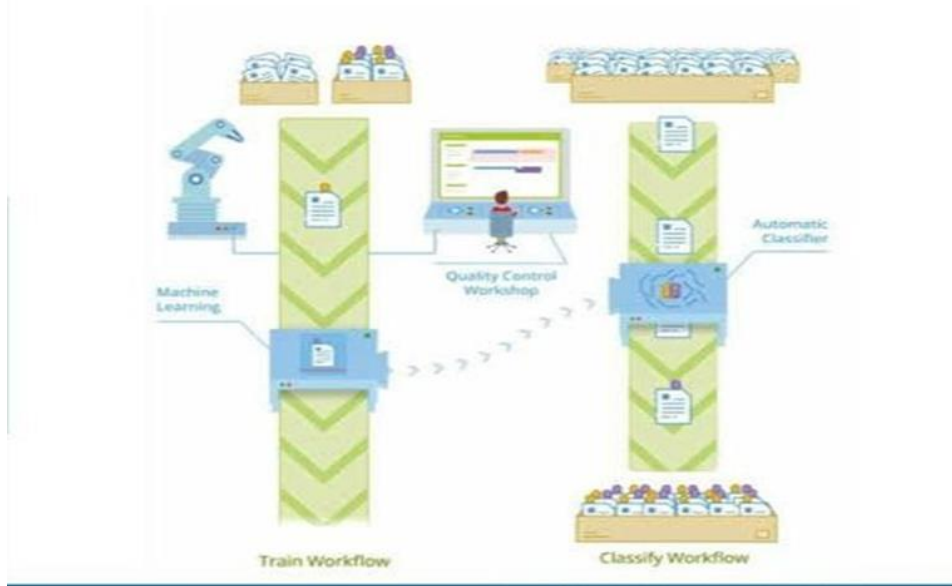 Automatic
Classifier
Quality Control
Workshop
Machine
Learning
Train Workflow
Classify Workflow